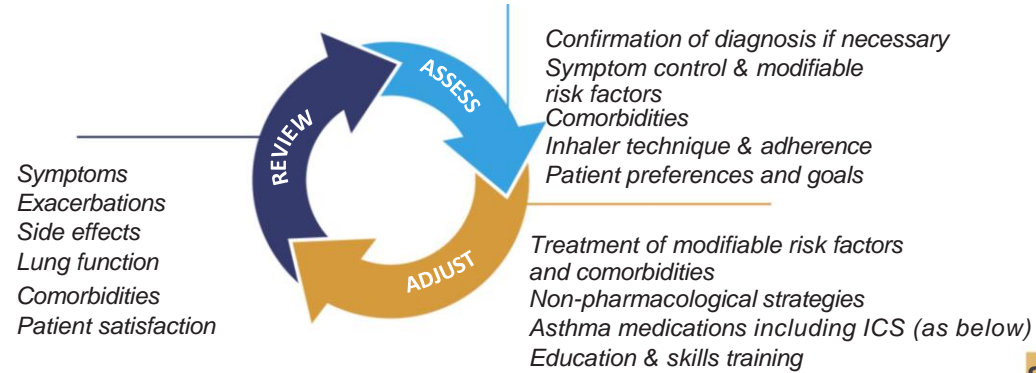 ASSESS
Confirmation of diagnosis if necessary
Symptom control & modifiable
risk factors
Comorbidities
Inhaler technique & adherence
Patient preferences and goals
REVIEW
Symptoms
Exacerbations
Side effects
Lung function
Comorbidities
Patient satisfaction
ADJUST
Treatment of modifiable risk factors
and comorbidities
Non-pharmacological strategies
Asthma medications including ICS (as below)
Education & skills training